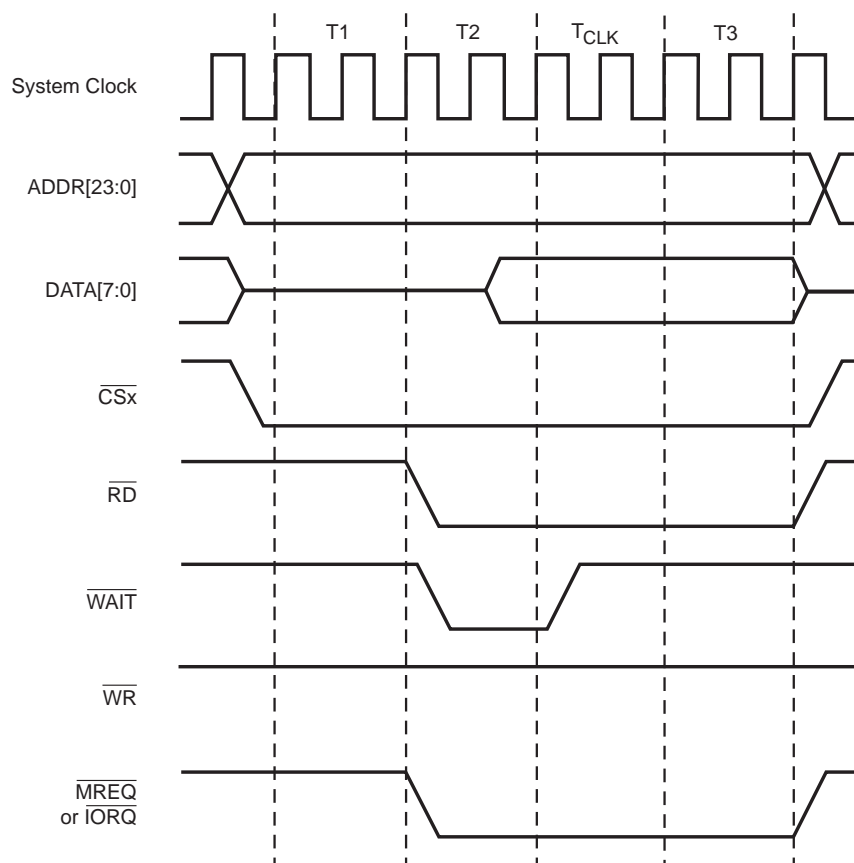 T1 T2 TCLK T3
System Clock
ADDR[23:0]
DATA[7:0]
CSx
RD
WAIT
WR
MREQ
or IORQ